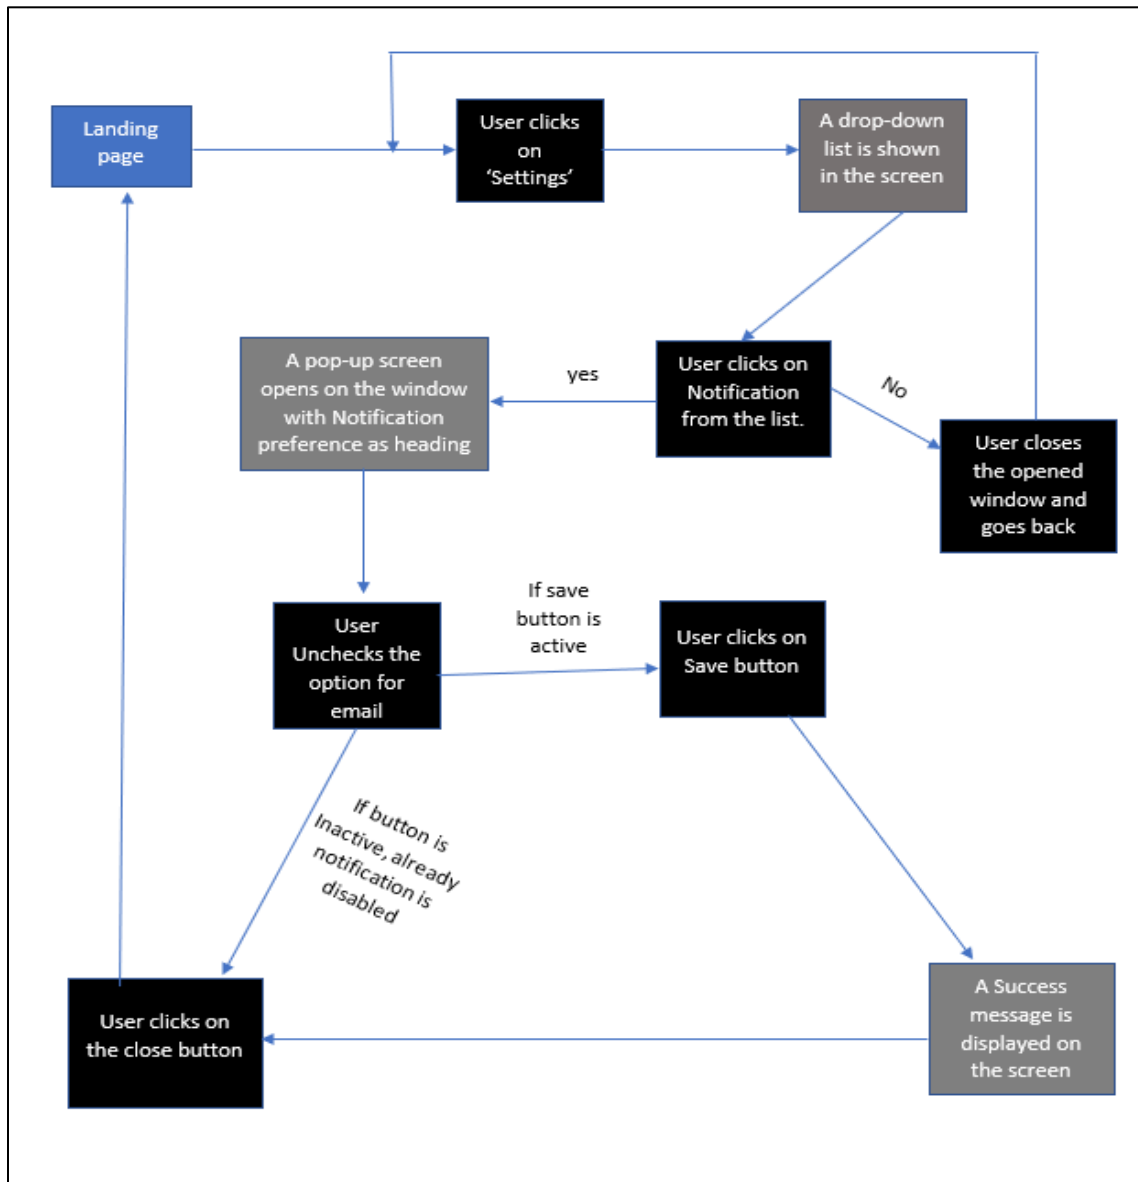 Landing
page
User clicks
on
‘Settings’
A drop-down
list is shown
in the screen
A pop-up screen
opens on the window
with Notification
preference as heading
yes
User clicks on
Notification
from the list.
No
User closes
the opened
window and
goes back
User
Unchecks the
option for
email
If save
button is
active
User clicks on
Save button
If button is
Inactive, already
notification is
disabled
User clicks on
the close button
A Success
message is
displayed on
the screen